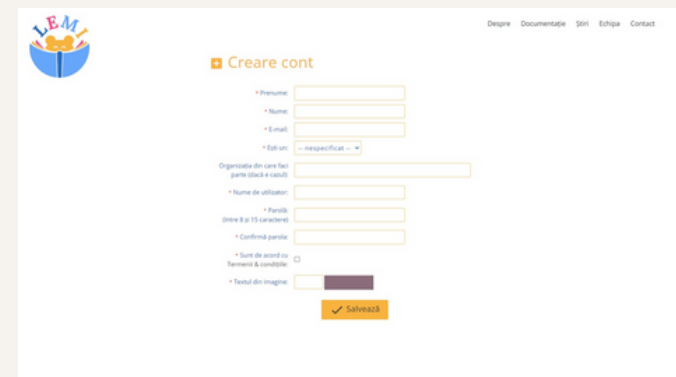 LEMI
Despre Documentație Știri Echipa Contact
Creare cont
* Prenume:
* Nume:
* E-mail:
* Ești un: -- nespecificat --
Organizația din care faci
parte (dacă e cazul):
* Nume de utilizator:
* Parolă:
(între 8 și 15 caractere)
* Confirmă parola:
* Sunt de acord cu
Termenii & condițiile:
* Textul din imagine:
Salvează